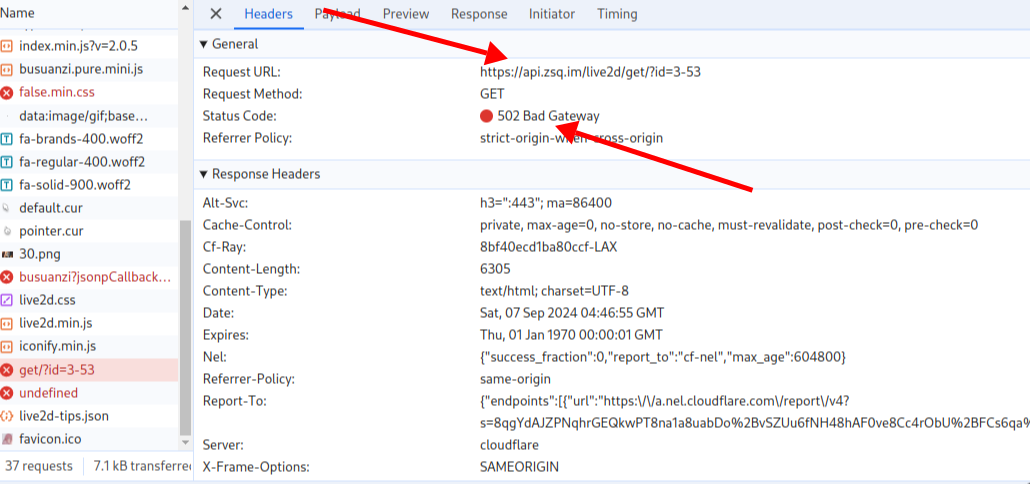 Name
Headers Payload Preview Response Initiator Timing
index.min.js?v=2.0.5
busuanzi.pure.mini.js
false.min.css
data:image/gif;base...
fa-brands-400.woff2
fa-regular-400.woff2
fa-solid-900.woff2
default.cur
pointer.cur
30.png
busuanzi?jsonpCallback...
live2d.css
live2d.min.js
iconify.min.js
get/?id=3-53
undefined
live2d-tips.json
favicon.ico
37 requests 7.1 kB transferre
General
Request URL: https://api.zsq.im/live2d/get/?id=3-53
Request Method: GET
Status Code: 502 Bad Gateway
Referrer Policy: strict-origin-when-cross-origin
Response Headers
Alt-Svc: h3=":443"; ma=86400
Cache-Control: private, max-age=0, no-store, no-cache, must-revalidate, post-check=0, pre-check=0
Cf-Ray: 8bf40ecd1ba80ccf-LAX
Content-Length: 6305
Content-Type: text/html; charset=UTF-8
Date: Sat, 07 Sep 2024 04:46:55 GMT
Expires: Thu, 01 Jan 1970 00:00:01 GMT
Nel: {"success_fraction":0,"report_to":"cf-nel","max_age":604800}
Referrer-Policy: same-origin
Report-To: {"endpoints":[{"url":"https:\/\/a.nel.cloudflare.com\/report\/v4?
s=8qgYdAJZPNqhrGEQkwPT8na1a8uabDo%2BvSZUu6fNH48hAF0ve8Cc4rObU%2BFCs6qa%
Server: cloudflare
X-Frame-Options: SAMEORIGIN